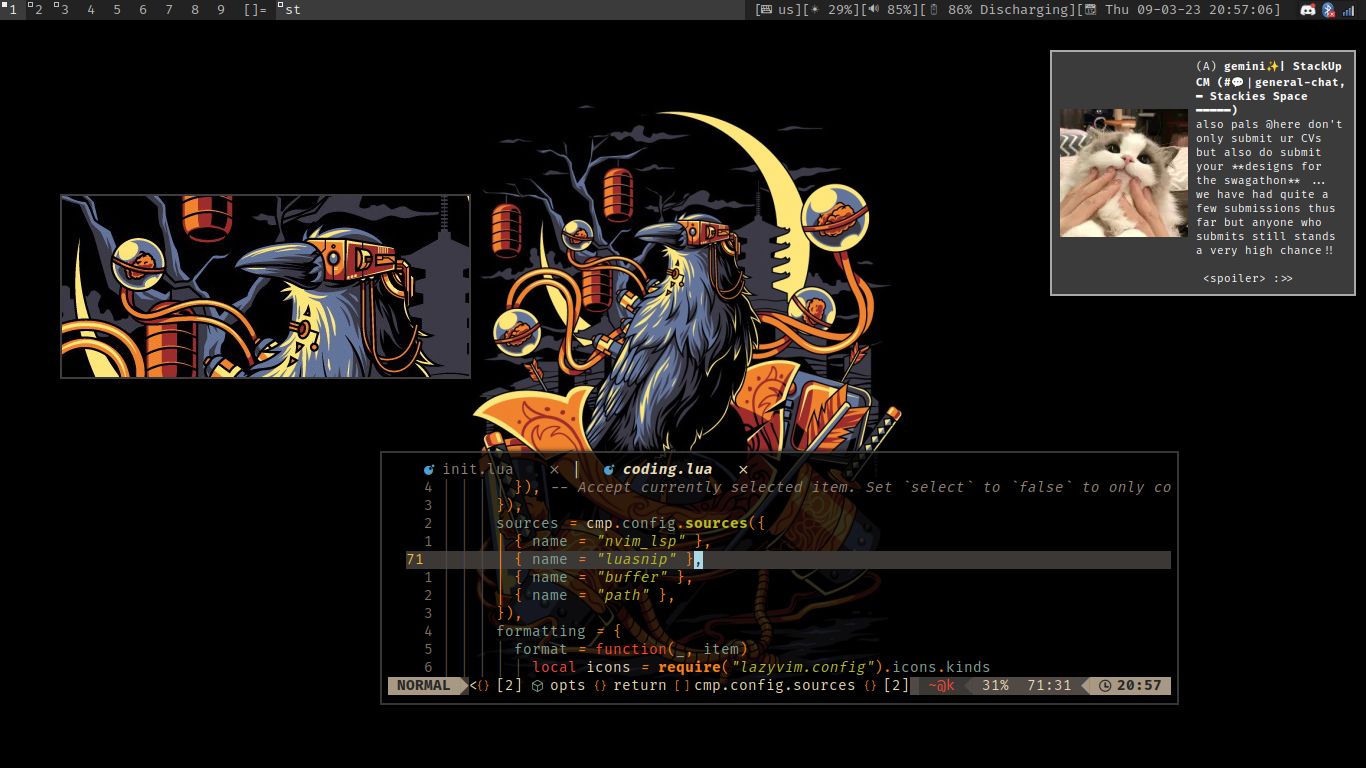 1 2 3 4 5 6 7 8 9 []= st
[ us][ 29%][ 85%][ 86% Discharging][ Thu 09-03-23 20:57:06]
(A) gemini✨| StackUp
CM (#💬|general-chat,
━ Stackies Space
━━━━━)
also pals @here don't
only submit ur CVs
but also do submit
your **designs for
the swagathon** …
we have had quite a
few submissions thus
far but anyone who
submits still stands
a very high chance‼
<spoiler> :>>
init.lua × | coding.lua ×
4 }), -- Accept currently selected item. Set `select` to `false` to only co
3 }),
2 sources = cmp.config.sources({
1 { name = "nvim_lsp" },
71 { name = "luasnip" },
1 { name = "buffer" },
2 { name = "path" },
3 }),
4 formatting = {
5 format = function(_, item)
6 local icons = require("lazyvim.config").icons.kinds
NORMAL <{} [2] opts {} return [] cmp.config.sources {} [2] ~@k 31% 71:31 20:57